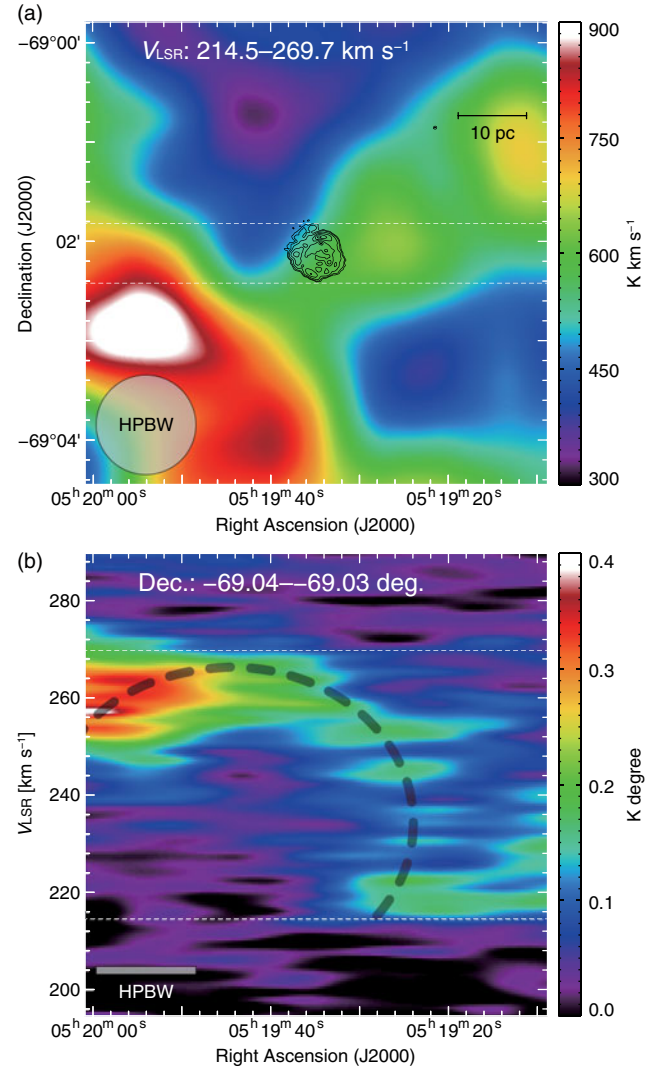 (a)
V_LSR: 214.5–269.7 km s⁻¹
10 pc
HPBW
−69°00'
02'
−69°04'
Declination (J2000)
05ʰ20ᵐ00ˢ
05ʰ19ᵐ40ˢ
05ʰ19ᵐ20ˢ
Right Ascension (J2000)
900
750
600
450
300
K km s⁻¹
(b)
Dec.: −69.04–−69.03 deg.
280
260
240
220
200
V_LSR [km s⁻¹]
HPBW
05ʰ20ᵐ00ˢ
05ʰ19ᵐ40ˢ
05ʰ19ᵐ20ˢ
Right Ascension (J2000)
0.4
0.3
0.2
0.1
0.0
K degree